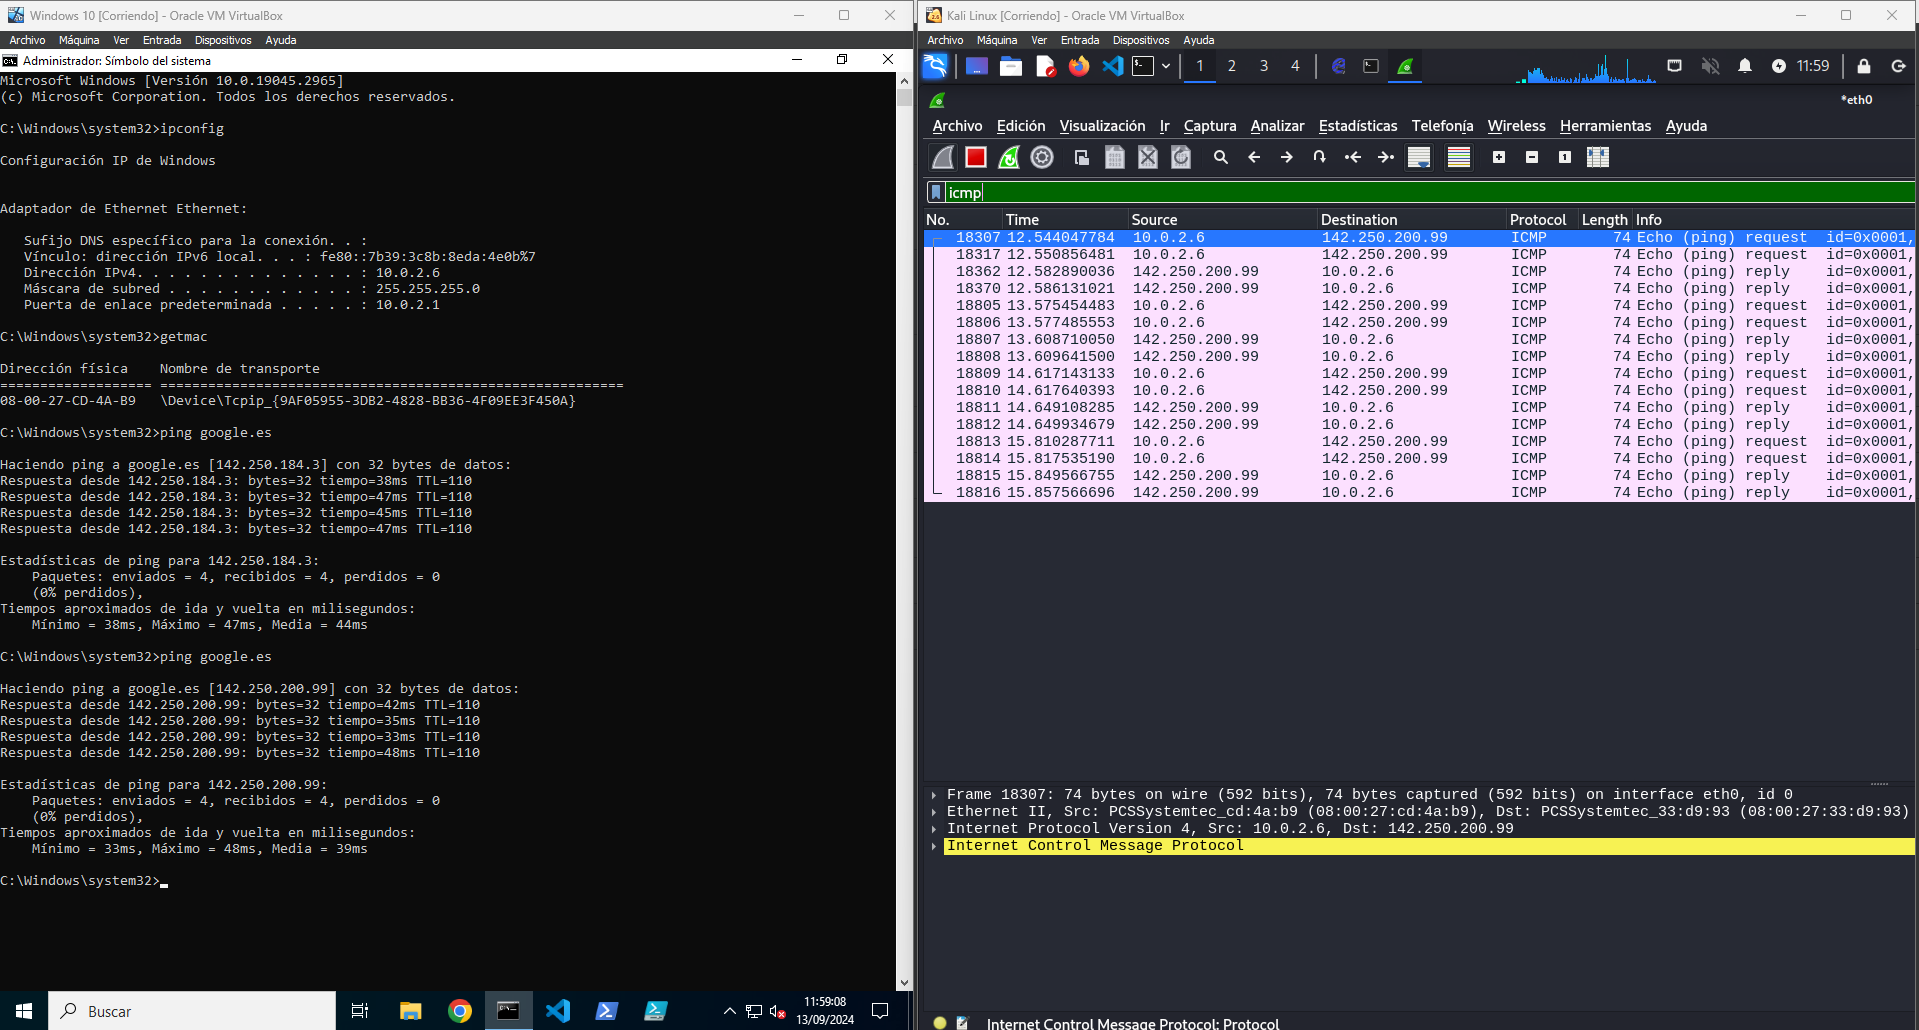 Windows 10 [Corriendo] - Oracle VM VirtualBox
Archivo Máquina Ver Entrada Dispositivos Ayuda
Administrador: Símbolo del sistema
Microsoft Windows [Versión 10.0.19045.2965]
(c) Microsoft Corporation. Todos los derechos reservados.
C:\Windows\system32>ipconfig
Configuración IP de Windows
Adaptador de Ethernet Ethernet:
Sufijo DNS específico para la conexión. . :
Vínculo: dirección IPv6 local. . . : fe80::7b39:3c8b:8eda:4e0b%7
Dirección IPv4. . . . . . . . . . . . . . : 10.0.2.6
Máscara de subred . . . . . . . . . . . . : 255.255.255.0
Puerta de enlace predeterminada . . . . . : 10.0.2.1
C:\Windows\system32>getmac
Dirección física    Nombre de transporte
=================== ==========================================================
08-00-27-CD-4A-B9   \Device\Tcpip_{9AF05955-3DB2-4828-BB36-4F09EE3F450A}
C:\Windows\system32>ping google.es
Haciendo ping a google.es [142.250.184.3] con 32 bytes de datos:
Respuesta desde 142.250.184.3: bytes=32 tiempo=38ms TTL=110
Respuesta desde 142.250.184.3: bytes=32 tiempo=47ms TTL=110
Respuesta desde 142.250.184.3: bytes=32 tiempo=45ms TTL=110
Respuesta desde 142.250.184.3: bytes=32 tiempo=47ms TTL=110
Estadísticas de ping para 142.250.184.3:
Paquetes: enviados = 4, recibidos = 4, perdidos = 0
(0% perdidos),
Tiempos aproximados de ida y vuelta en milisegundos:
Mínimo = 38ms, Máximo = 47ms, Media = 44ms
C:\Windows\system32>ping google.es
Haciendo ping a google.es [142.250.200.99] con 32 bytes de datos:
Respuesta desde 142.250.200.99: bytes=32 tiempo=42ms TTL=110
Respuesta desde 142.250.200.99: bytes=32 tiempo=35ms TTL=110
Respuesta desde 142.250.200.99: bytes=32 tiempo=33ms TTL=110
Respuesta desde 142.250.200.99: bytes=32 tiempo=48ms TTL=110
Estadísticas de ping para 142.250.200.99:
Paquetes: enviados = 4, recibidos = 4, perdidos = 0
(0% perdidos),
Tiempos aproximados de ida y vuelta en milisegundos:
Mínimo = 33ms, Máximo = 48ms, Media = 39ms
C:\Windows\system32>
Buscar
11:59:08
13/09/2024
Kali Linux [Corriendo] - Oracle VM VirtualBox
Archivo Máquina Ver Entrada Dispositivos Ayuda
1 2 3 4 11:59
*eth0
Archivo Edición Visualización Ir Captura Analizar Estadísticas Telefonía Wireless Herramientas Ayuda
icmp
No. Time Source Destination Protocol Length Info
18307 12.544047784 10.0.2.6 142.250.200.99 ICMP 74 Echo (ping) request id=0x0001,
18317 12.550856481 10.0.2.6 142.250.200.99 ICMP 74 Echo (ping) request id=0x0001,
18362 12.582890036 142.250.200.99 10.0.2.6 ICMP 74 Echo (ping) reply id=0x0001,
18370 12.586131021 142.250.200.99 10.0.2.6 ICMP 74 Echo (ping) reply id=0x0001,
18805 13.575454483 10.0.2.6 142.250.200.99 ICMP 74 Echo (ping) request id=0x0001,
18806 13.577485553 10.0.2.6 142.250.200.99 ICMP 74 Echo (ping) request id=0x0001,
18807 13.608710050 142.250.200.99 10.0.2.6 ICMP 74 Echo (ping) reply id=0x0001,
18808 13.609641500 142.250.200.99 10.0.2.6 ICMP 74 Echo (ping) reply id=0x0001,
18809 14.617143133 10.0.2.6 142.250.200.99 ICMP 74 Echo (ping) request id=0x0001,
18810 14.617640393 10.0.2.6 142.250.200.99 ICMP 74 Echo (ping) request id=0x0001,
18811 14.649108285 142.250.200.99 10.0.2.6 ICMP 74 Echo (ping) reply id=0x0001,
18812 14.649934679 142.250.200.99 10.0.2.6 ICMP 74 Echo (ping) reply id=0x0001,
18813 15.810287711 10.0.2.6 142.250.200.99 ICMP 74 Echo (ping) request id=0x0001,
18814 15.817535190 10.0.2.6 142.250.200.99 ICMP 74 Echo (ping) request id=0x0001,
18815 15.849566755 142.250.200.99 10.0.2.6 ICMP 74 Echo (ping) reply id=0x0001,
18816 15.857566696 142.250.200.99 10.0.2.6 ICMP 74 Echo (ping) reply id=0x0001,
Frame 18307: 74 bytes on wire (592 bits), 74 bytes captured (592 bits) on interface eth0, id 0
Ethernet II, Src: PCSSystemtec_cd:4a:b9 (08:00:27:cd:4a:b9), Dst: PCSSystemtec_33:d9:93 (08:00:27:33:d9:93)
Internet Protocol Version 4, Src: 10.0.2.6, Dst: 142.250.200.99
Internet Control Message Protocol
Internet Control Message Protocol: Protocol